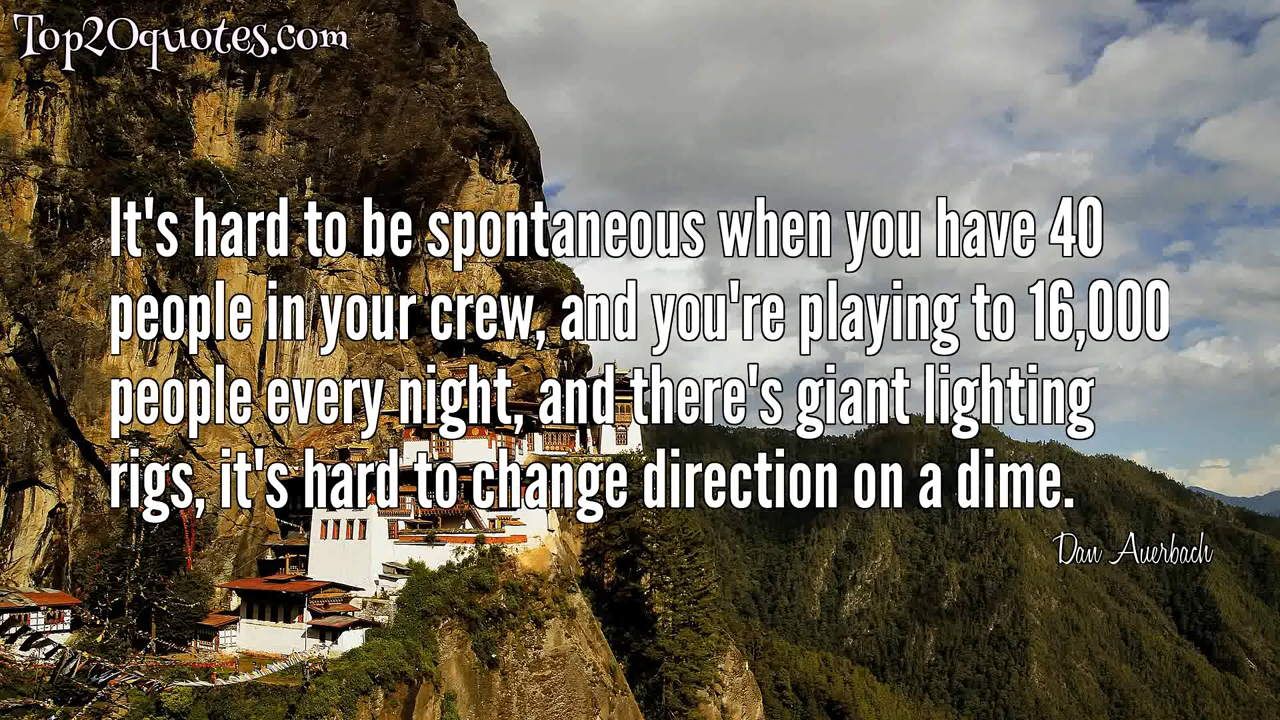 Top20quotes.com
It's hard to be spontaneous when you have 40
people in your crew, and you're playing to 16,000
people every night, and there's giant lighting
rigs, it's hard to change direction on a dime.
Dan Auerbach